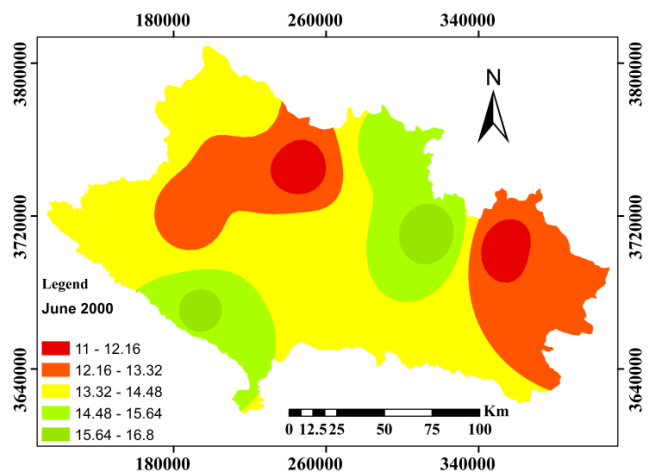 180000 260000 340000
3800000 3800000
N
3720000 3720000
Legend
June 2000
11 - 12.16
12.16 - 13.32
13.32 - 14.48
14.48 - 15.64
15.64 - 16.8
3640000 3640000
Km
0 12.5 25 50 75 100
180000 260000 340000